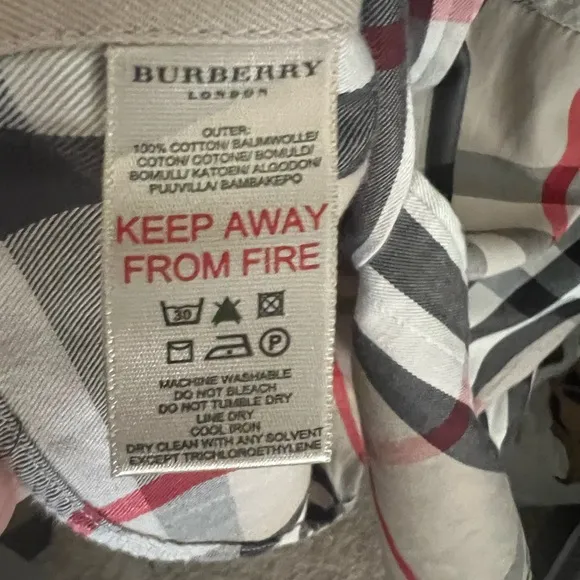 BURBERRY
LONDON
OUTER:
100% COTTON/ BAUMWOLLE/
COTON/ COTONE/ BOMULD/
BOMULL/ KATOEN/ ALGODON/
PUUVILLA/ BAMBAKEPO
KEEP AWAY
FROM FIRE
30
P
MACHINE WASHABLE
DO NOT BLEACH
DO NOT TUMBLE DRY
LINE DRY
COOL IRON
DRY CLEAN WITH ANY SOLVENT
EXCEPT TRICHLOROETHYLENE